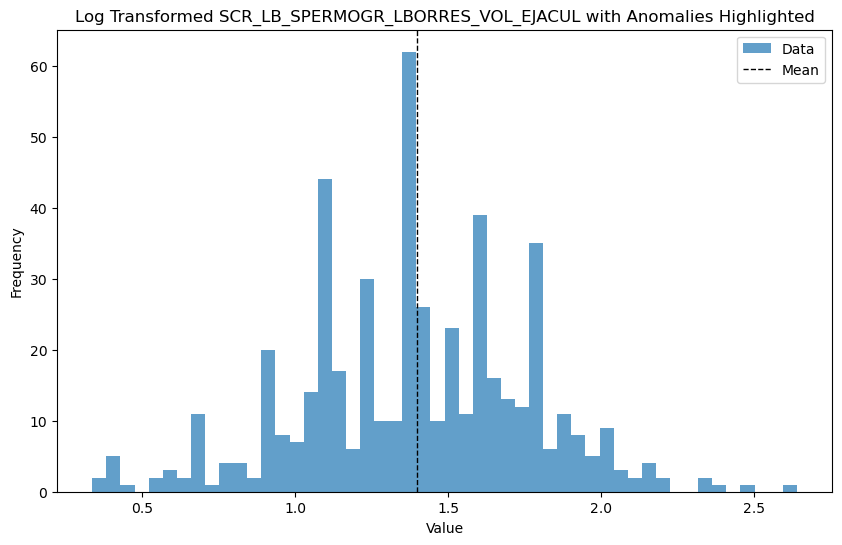 Log Transformed SCR_LB_SPERMOGR_LBORRES_VOL_EJACUL with Anomalies Highlighted
Data
Mean
60
50
40
30
20
10
0
Frequency
0.5 1.0 1.5 2.0 2.5
Value